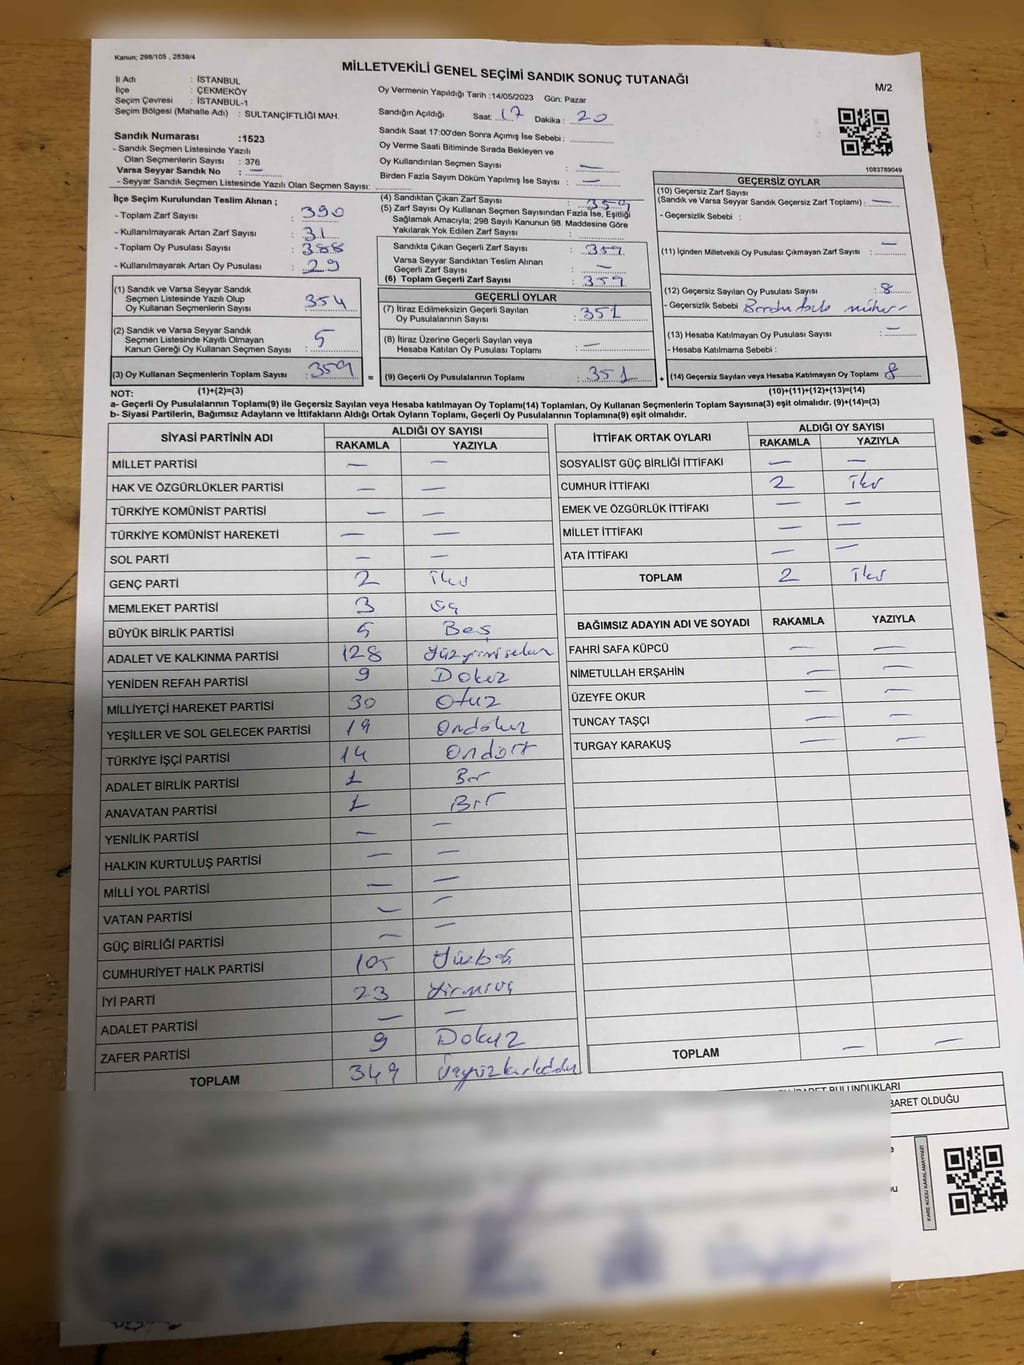 Kanun; 298/105 , 2839/4
MİLLETVEKİLİ GENEL SEÇİMİ SANDIK SONUÇ TUTANAĞI
M/2
İl Adı : İSTANBUL
İlçe : ÇEKMEKÖY
Seçim Çevresi : İSTANBUL-1
Seçim Bölgesi (Mahalle Adı) : SULTANÇİFTLİĞİ MAH.
Sandık Numarası :1523
- Sandık Seçmen Listesinde Yazılı
Olan Seçmenlerin Sayısı : 376
Varsa Seyyar Sandık No : —
- Seyyar Sandık Seçmen Listesinde Yazılı Olan Seçmen Sayısı:
Oy Vermenin Yapıldığı Tarih :14/05/2023 Gün: Pazar
Sandığın Açıldığı Saat: 17 Dakika : 20
Sandık Saat 17:00'den Sonra Açımış İse Sebebi :
Oy Verme Saati Bitiminde Sırada Bekleyen ve
Oy Kullandırılan Seçmen Sayısı : —
Birden Fazla Sayım Döküm Yapılmış İse Sayısı : —
1083769049
İlçe Seçim Kurulundan Teslim Alınan ;
- Toplam Zarf Sayısı : 390
- Kullanılmayarak Artan Zarf Sayısı : 31
- Toplam Oy Pusulası Sayısı : 388
- Kullanılmayarak Artan Oy Pusulası : 29
(1) Sandık ve Varsa Seyyar Sandık
Seçmen Listesinde Yazılı Olup
Oy Kullanan Seçmenlerin Sayısı : 354
(2) Sandık ve Varsa Seyyar Sandık
Seçmen Listesinde Kayıtlı Olmayan
Kanun Gereği Oy Kullanan Seçmen Sayısı : 5
(3) Oy Kullanan Seçmenlerin Toplam Sayısı : 359
(1)+(2)=(3)
(4) Sandıktan Çıkan Zarf Sayısı : 359
(5) Zarf Sayısı Oy Kullanan Seçmen Sayısından Fazla İse, Eşitliği
Sağlamak Amacıyla; 298 Sayılı Kanunun 98. Maddesine Göre
Yakılarak Yok Edilen Zarf Sayısı :
Sandıkta Çıkan Geçerli Zarf Sayısı : 359
Varsa Seyyar Sandıktan Teslim Alınan
Geçerli Zarf Sayısı : —
(6) Toplam Geçerli Zarf Sayısı : 359
GEÇERLİ OYLAR
(7) İtiraz Edilmeksizin Geçerli Sayılan
Oy Pusulalarının Sayısı : 351
(8) İtiraz Üzerine Geçerli Sayılan veya
Hesaba Katılan Oy Pusulası Toplamı : —
= (9) Geçerli Oy Pusulalarının Toplamı : 351
GEÇERSİZ OYLAR
(10) Geçersiz Zarf Sayısı
(Sandık ve Varsa Seyyar Sandık Geçersiz Zarf Toplamı) : —
- Geçersizlik Sebebi :
(11) İçinden Milletvekili Oy Pusulası Çıkmayan Zarf Sayısı : —
(12) Geçersiz Sayılan Oy Pusulası Sayısı : 8
- Geçersizlik Sebebi :
(13) Hesaba Katılmayan Oy Pusulası Sayısı : —
- Hesaba Katılmama Sebebi :
+ (14) Geçersiz Sayılan veya Hesaba Katılmayan Oy Toplamı : 8
(10)+(11)+(12)+(13)=(14)
NOT:
a- Geçerli Oy Pusulaların Toplamı(9) ile Geçersiz Sayılan veya Hesaba katılmayan Oy Toplamı(14) Toplamları, Oy Kullanan Seçmenlerin Toplam Sayısına(3) eşit olmalıdır. (9)+(14)=(3)
b- Siyasi Partilerin, Bağımsız Adayların ve İttifakların Aldığı Ortak Oyların Toplamı, Geçerli Oy Pusulalarının Toplamına(9) eşit olmalıdır.
SİYASİ PARTİNİN ADI ALDIĞI OY SAYISI
RAKAMLA YAZIYLA
MİLLET PARTİSİ — —
HAK VE ÖZGÜRLÜKLER PARTİSİ — —
TÜRKİYE KOMÜNİST PARTİSİ — —
TÜRKİYE KOMÜNİST HAREKETİ — —
SOL PARTİ — —
GENÇ PARTİ 2 İki
MEMLEKET PARTİSİ 3 üç
BÜYÜK BİRLİK PARTİSİ 5 Beş
ADALET VE KALKINMA PARTİSİ 128 Yüzyirmisekiz
YENİDEN REFAH PARTİSİ 9 Dokuz
MİLLİYETÇİ HAREKET PARTİSİ 30 Otuz
YEŞİLLER VE SOL GELECEK PARTİSİ 19 Ondokuz
TÜRKİYE İŞÇİ PARTİSİ 14 Ondört
ADALET BİRLİK PARTİSİ 1 Bir
ANAVATAN PARTİSİ 1 Bir
YENİLİK PARTİSİ — —
HALKIN KURTULUŞ PARTİSİ — —
MİLLİ YOL PARTİSİ — —
VATAN PARTİSİ — —
GÜÇ BİRLİĞİ PARTİSİ — —
CUMHURİYET HALK PARTİSİ 105 Yüzbeş
İYİ PARTİ 23 Yirmiüç
ADALET PARTİSİ — —
ZAFER PARTİSİ 9 Dokuz
TOPLAM 349 Üçyüzkırkdokuz
İTTİFAK ORTAK OYLARI ALDIĞI OY SAYISI
RAKAMLA YAZIYLA
SOSYALİST GÜÇ BİRLİĞİ İTTİFAKI — —
CUMHUR İTTİFAKI 2 İki
EMEK VE ÖZGÜRLÜK İTTİFAKI — —
MİLLET İTTİFAKI — —
ATA İTTİFAKI — —
TOPLAM 2 İki
BAĞIMSIZ ADAYIN ADI VE SOYADI RAKAMLA YAZIYLA
FAHRİ SAFA KÜPCÜ — —
NİMETULLAH ERŞAHİN — —
ÜZEYFE OKUR — —
TUNCAY TAŞÇI — —
TURGAY KARAKUŞ — —
TOPLAM — —
BULUNDUKLARI
BARET OLDUĞU
KARE KODU KARALAMAYINIZ!